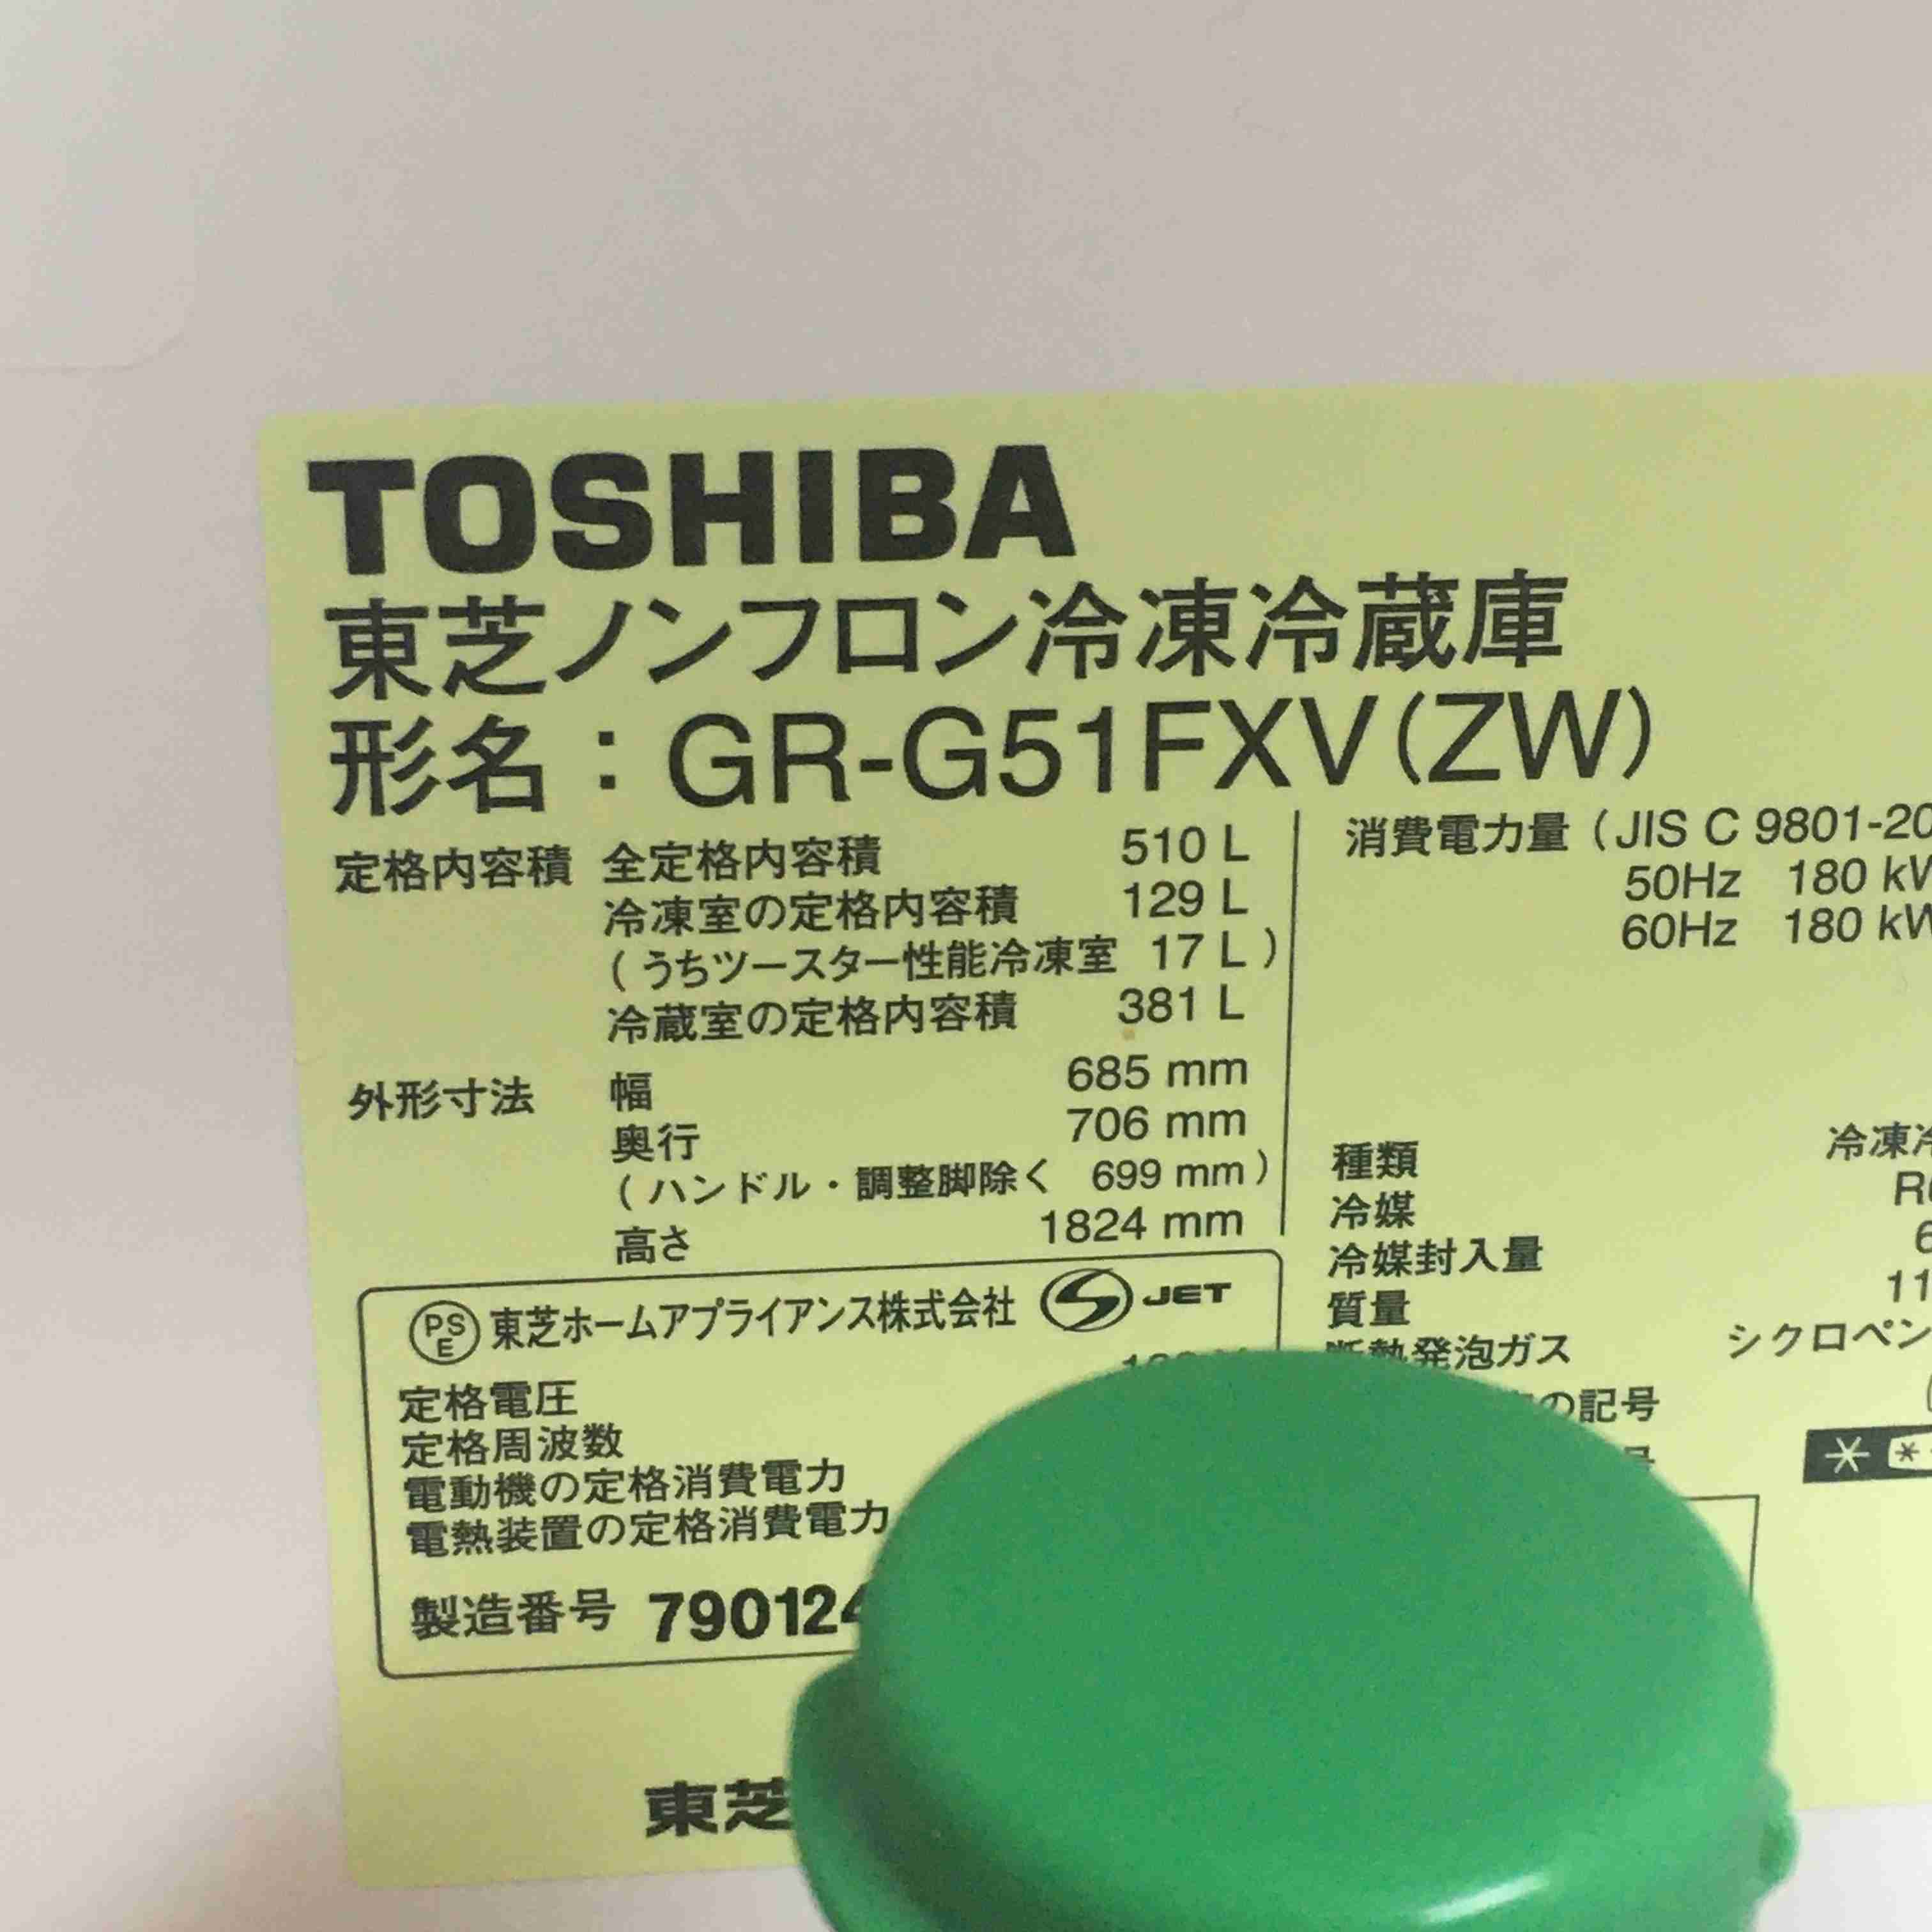 TOSHIBA
東芝ノンフロン冷凍冷蔵庫
形名：GR-G51FXV(ZW)
定格内容積 全定格内容積 510 L
冷凍室の定格内容積 129 L
(うちツースター性能冷凍室 17 L)
冷蔵室の定格内容積 381 L
外形寸法 幅 685 mm
奥行 706 mm
(ハンドル・調整脚除く 699 mm)
高さ 1824 mm
PSE 東芝ホームアプライアンス株式会社 JET
定格電圧
定格周波数
電動機の定格消費電力
電熱装置の定格消費電力
製造番号 790124
東芝
消費電力量 (JIS C 9801-20
50Hz 180 kW
60Hz 180 kW
種類 冷凍冷
冷媒 R6
冷媒封入量 6
質量 11
断熱発泡ガス シクロペン
の記号
号